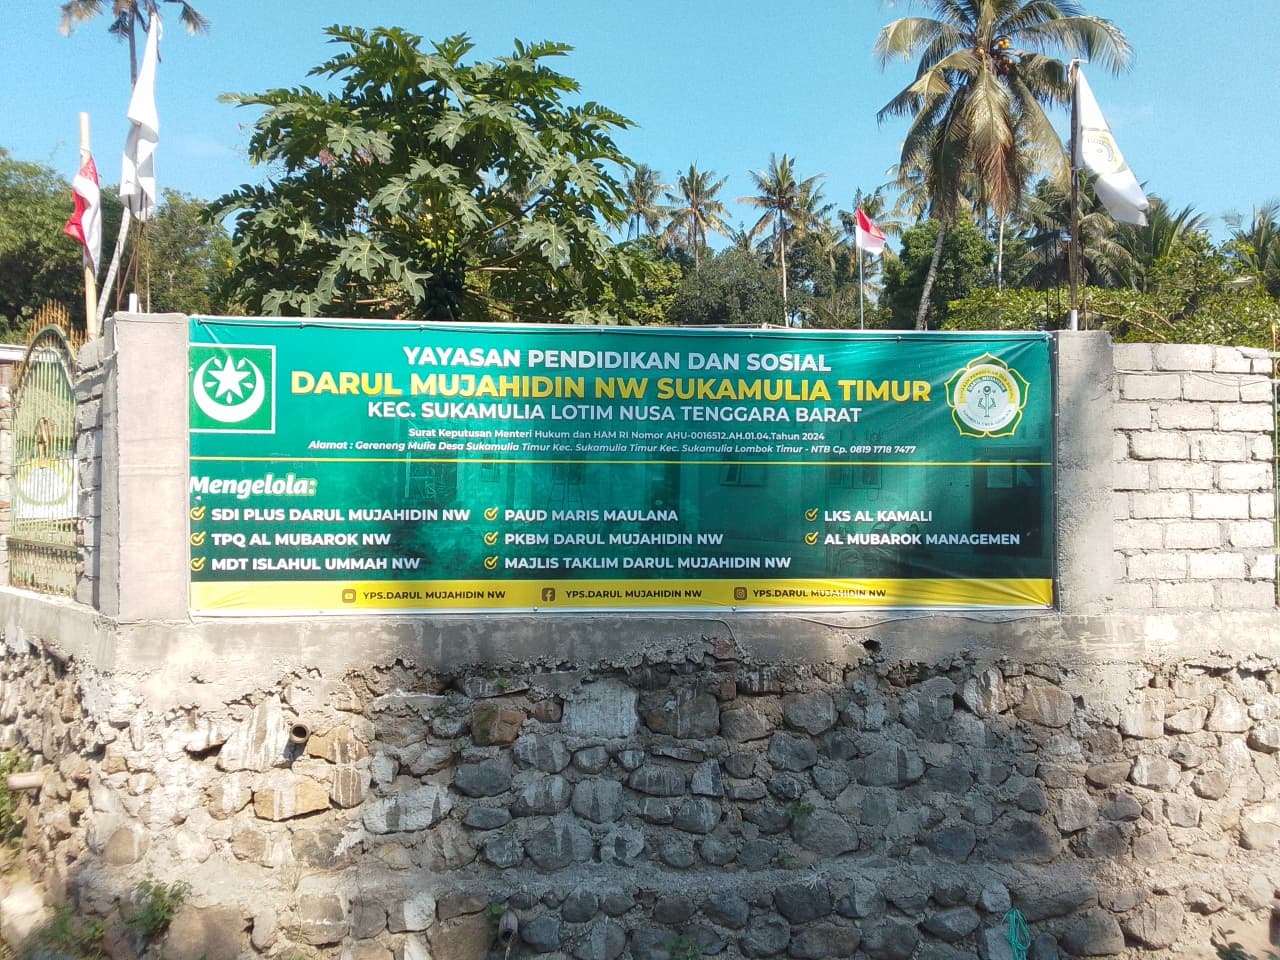 YAYASAN PENDIDIKAN DAN SOSIAL
DARUL MUJAHIDIN NW SUKAMULIA TIMUR
KEC. SUKAMULIA LOTIM NUSA TENGGARA BARAT
Surat Keputusan Menteri Hukum dan HAM RI Nomor AHU-0016512.AH.01.04.Tahun 2024
Alamat : Gereneng Mulia Desa Sukamulia Timur Kec. Sukamulia Timur Kec. Sukamulia Lombok Timur - NTB Cp. 0819 1718 7477
Mengelola:
SDI PLUS DARUL MUJAHIDIN NW
TPQ AL MUBAROK NW
MDT ISLAHUL UMMAH NW
PAUD MARIS MAULANA
PKBM DARUL MUJAHIDIN NW
MAJLIS TAKLIM DARUL MUJAHIDIN NW
LKS AL KAMALI
AL MUBAROK MANAGEMEN
YPS.DARUL MUJAHIDIN NW
YPS.DARUL MUJAHIDIN NW
YPS.DARUL MUJAHIDIN NW